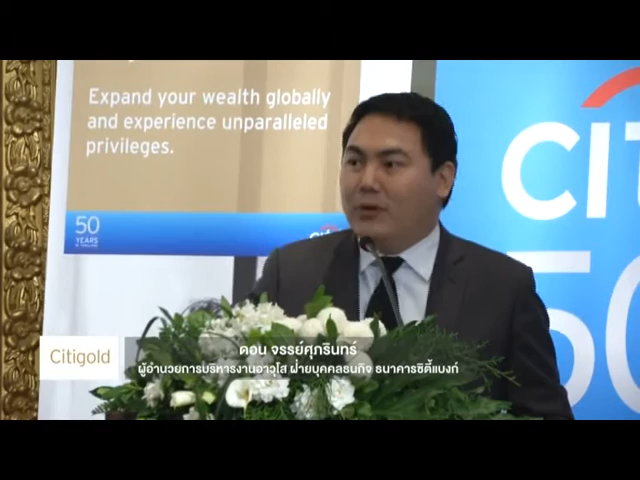 Expand your wealth globally
and experience unparalleled
privileges.
citi
50
YEARS
IN THAILAND
50
Citigold
ดอน จรรย์ศุภรินทร์
ผู้อำนวยการบริหารงานอาวุโส ฝ่ายบุคคลธนกิจ ธนาคารซิตี้แบงก์